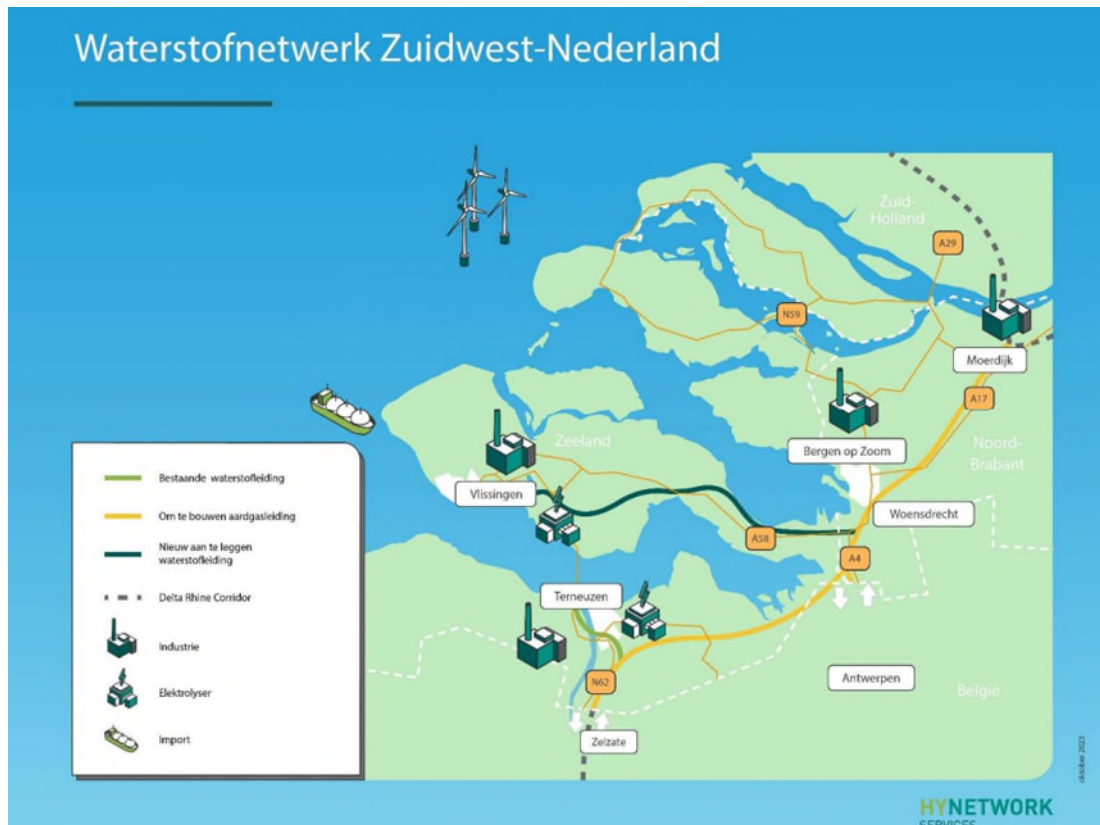 Waterstofnetwerk Zuidwest-Nederland
Zuid-
Holland
A29
N59
Moerdijk
A17
Zeeland
Bergen op Zoom
Noord-
Brabant
Vlissingen
Woensdrecht
A58
A4
Terneuzen
N62
Antwerpen
België
Zelzate
Bestaande waterstofleiding
Om te bouwen aardgasleiding
Nieuw aan te leggen
waterstofleiding
Delta Rhine Corridor
Industrie
Elektrolyser
Import
oktober 2023
HYNETWORK
SERVICES